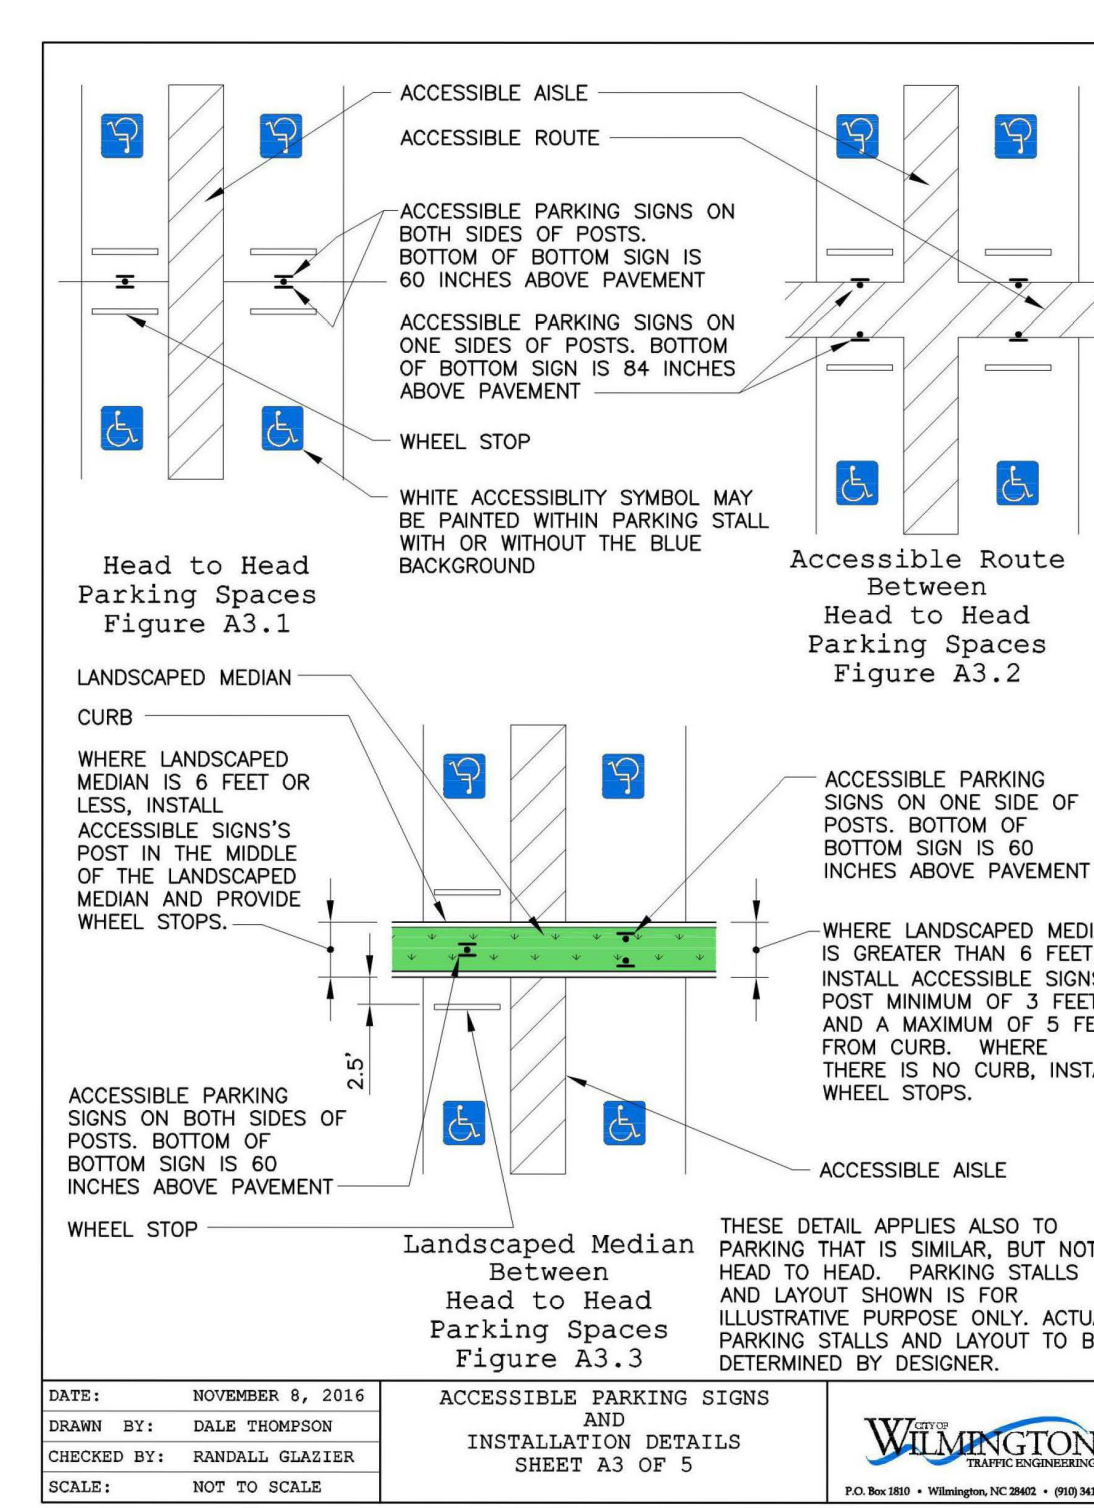 ACCESSIBLE AISLE
ACCESSIBLE ROUTE
ACCESSIBLE PARKING SIGNS ON
BOTH SIDES OF POSTS.
BOTTOM OF BOTTOM SIGN IS
60 INCHES ABOVE PAVEMENT
ACCESSIBLE PARKING SIGNS ON
ONE SIDES OF POSTS. BOTTOM
OF BOTTOM SIGN IS 84 INCHES
ABOVE PAVEMENT
WHEEL STOP
WHITE ACCESSIBLITY SYMBOL MAY
BE PAINTED WITHIN PARKING STALL
WITH OR WITHOUT THE BLUE
BACKGROUND
Head to Head
Parking Spaces
Figure A3.1
Accessible Route
Between
Head to Head
Parking Spaces
Figure A3.2
LANDSCAPED MEDIAN
CURB
WHERE LANDSCAPED
MEDIAN IS 6 FEET OR
LESS, INSTALL
ACCESSIBLE SIGNS'S
POST IN THE MIDDLE
OF THE LANDSCAPED
MEDIAN AND PROVIDE
WHEEL STOPS.
ACCESSIBLE PARKING
SIGNS ON ONE SIDE OF
POSTS. BOTTOM OF
BOTTOM SIGN IS 60
INCHES ABOVE PAVEMENT
WHERE LANDSCAPED MEDI
IS GREATER THAN 6 FEET
INSTALL ACCESSIBLE SIGNS
POST MINIMUM OF 3 FEET
AND A MAXIMUM OF 5 FE
FROM CURB. WHERE
THERE IS NO CURB, INSTA
WHEEL STOPS.
2.5'
ACCESSIBLE PARKING
SIGNS ON BOTH SIDES OF
POSTS. BOTTOM OF
BOTTOM SIGN IS 60
INCHES ABOVE PAVEMENT
WHEEL STOP
ACCESSIBLE AISLE
Landscaped Median
Between
Head to Head
Parking Spaces
Figure A3.3
THESE DETAIL APPLIES ALSO TO
PARKING THAT IS SIMILAR, BUT NOT
HEAD TO HEAD. PARKING STALLS
AND LAYOUT SHOWN IS FOR
ILLUSTRATIVE PURPOSE ONLY. ACTUA
PARKING STALLS AND LAYOUT TO B
DETERMINED BY DESIGNER.
DATE: NOVEMBER 8, 2016
DRAWN BY: DALE THOMPSON
CHECKED BY: RANDALL GLAZIER
SCALE: NOT TO SCALE
ACCESSIBLE PARKING SIGNS
AND
INSTALLATION DETAILS
SHEET A3 OF 5
CITY OF
WILMINGTON
TRAFFIC ENGINEERING
P.O. Box 1810 • Wilmington, NC 28402 • (910) 341